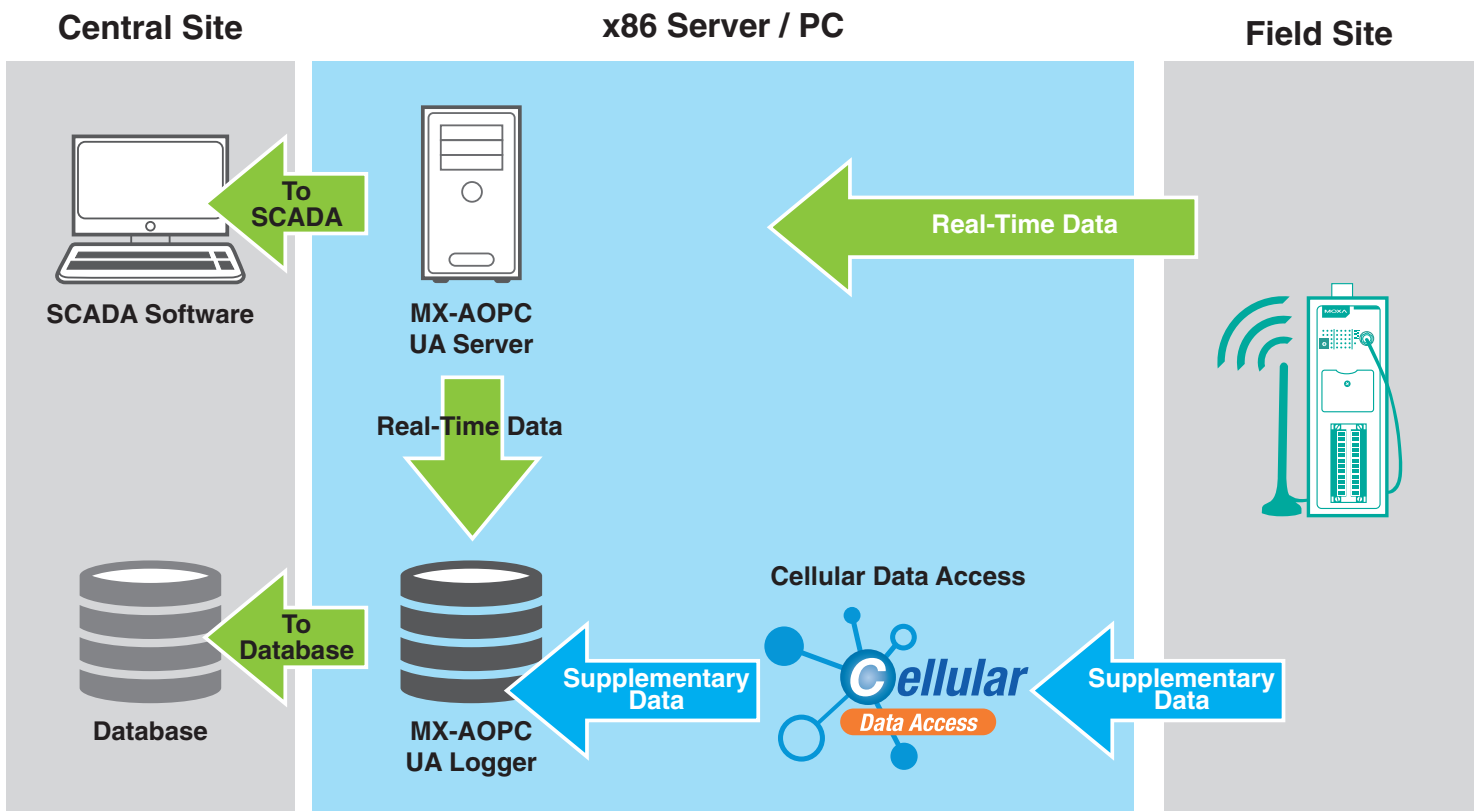 Central Site
x86 Server / PC
Field Site
To
SCADA
Real-Time Data
SCADA Software
MX-AOPC
UA Server
MOXA
Real-Time Data
Cellular Data Access
To
Database
Supplementary
Data
Cellular
Data Access
Supplementary
Data
Database
MX-AOPC
UA Logger